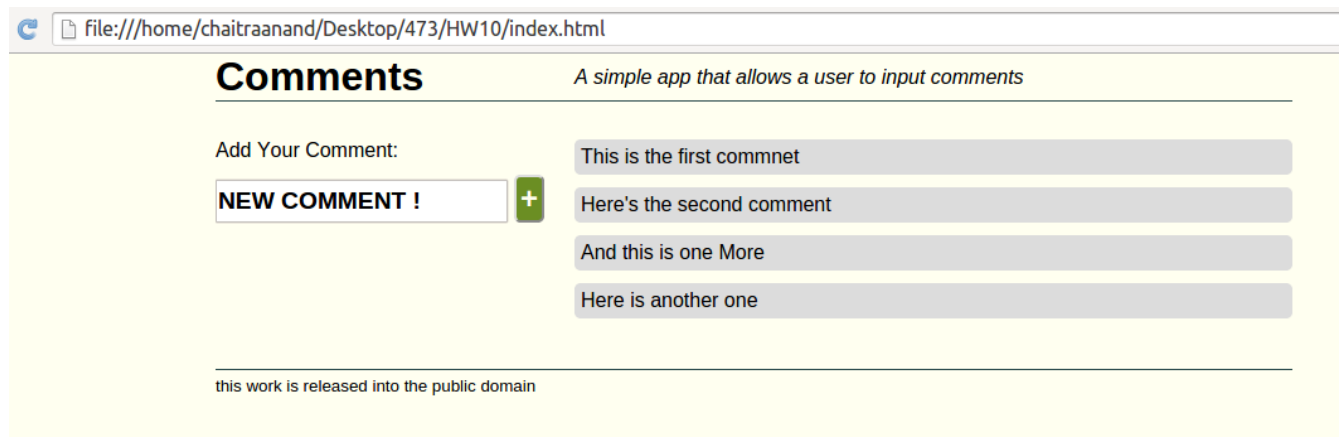 file:///home/chaitraanand/Desktop/473/HW10/index.html
Comments
A simple app that allows a user to input comments
Add Your Comment:
NEW COMMENT !
+
This is the first commnet
Here's the second comment
And this is one More
Here is another one
this work is released into the public domain